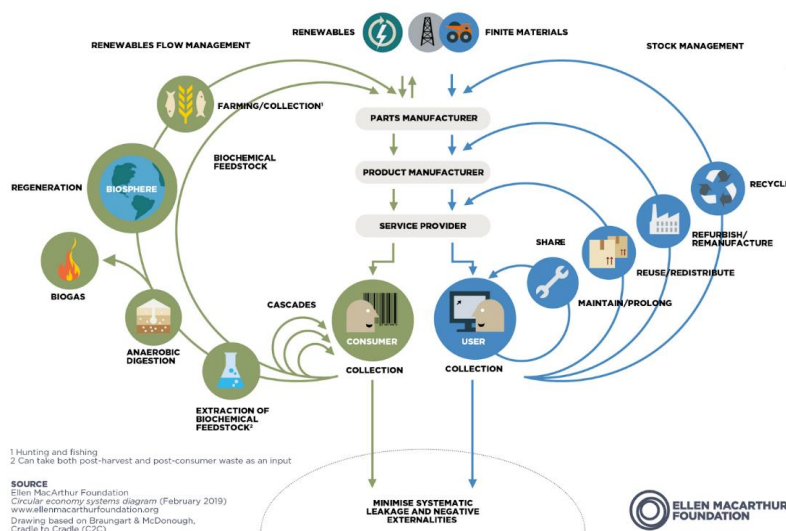 RENEWABLES
FINITE MATERIALS
RENEWABLES FLOW MANAGEMENT
STOCK MANAGEMENT
FARMING/COLLECTION¹
PARTS MANUFACTURER
BIOCHEMICAL
FEEDSTOCK
PRODUCT MANUFACTURER
REGENERATION
BIOSPHERE
RECYCLE
SERVICE PROVIDER
REFURBISH/
REMANUFACTURE
SHARE
REUSE/REDISTRIBUTE
BIOGAS
MAINTAIN/PROLONG
CASCADES
CONSUMER
USER
ANAEROBIC
DIGESTION
COLLECTION
COLLECTION
EXTRACTION OF
BIOCHEMICAL
FEEDSTOCK²
1 Hunting and fishing
2 Can take both post-harvest and post-consumer waste as an input
SOURCE
Ellen MacArthur Foundation
Circular economy systems diagram (February 2019)
www.ellenmacarthurfoundation.org
Drawing based on Braungart & McDonough,
Cradle to Cradle (C2C)
MINIMISE SYSTEMATIC
LEAKAGE AND NEGATIVE
EXTERNALITIES
ELLEN MACARTHUR
FOUNDATION